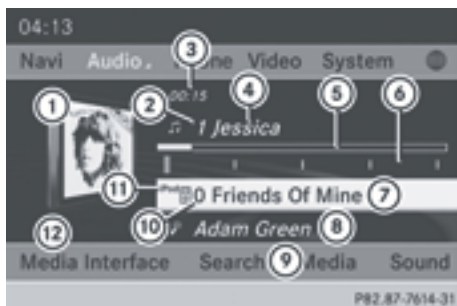 04:13
Navi Audio Video System
3
00:15
1 2 4 5 6
1 Jessica
11 0 Friends Of Mine 7
10 Adam Green 8
12
Media Interface Search 9 Media Sound
P82.87-7614-31